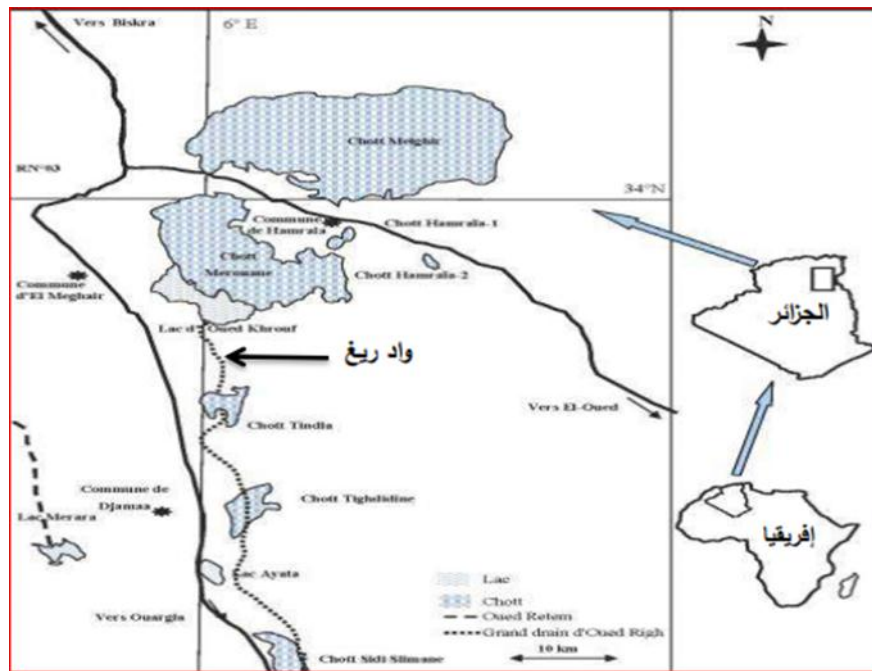 Vers Biskra
6° E
Chott Melghir
RN°03
34°N
Commune
de Hamraïa
Chott Hamraïa-1
Chott
Merouane
Chott Hamraïa-2
Commune
d'El Meghaïr
Lac d'Oued Khrouf
واد ريغ
الجزائر
Chott Tindla
Vers El-Oued
Commune de
Djamaa
Chott Tighdidine
Lac Merara
إفريقيا
Lac Ayata
Lac
Chott
Vers Ouargla
Oued Retem
Grand drain d'Oued Righ
10 km
Chott Sidi Slimane